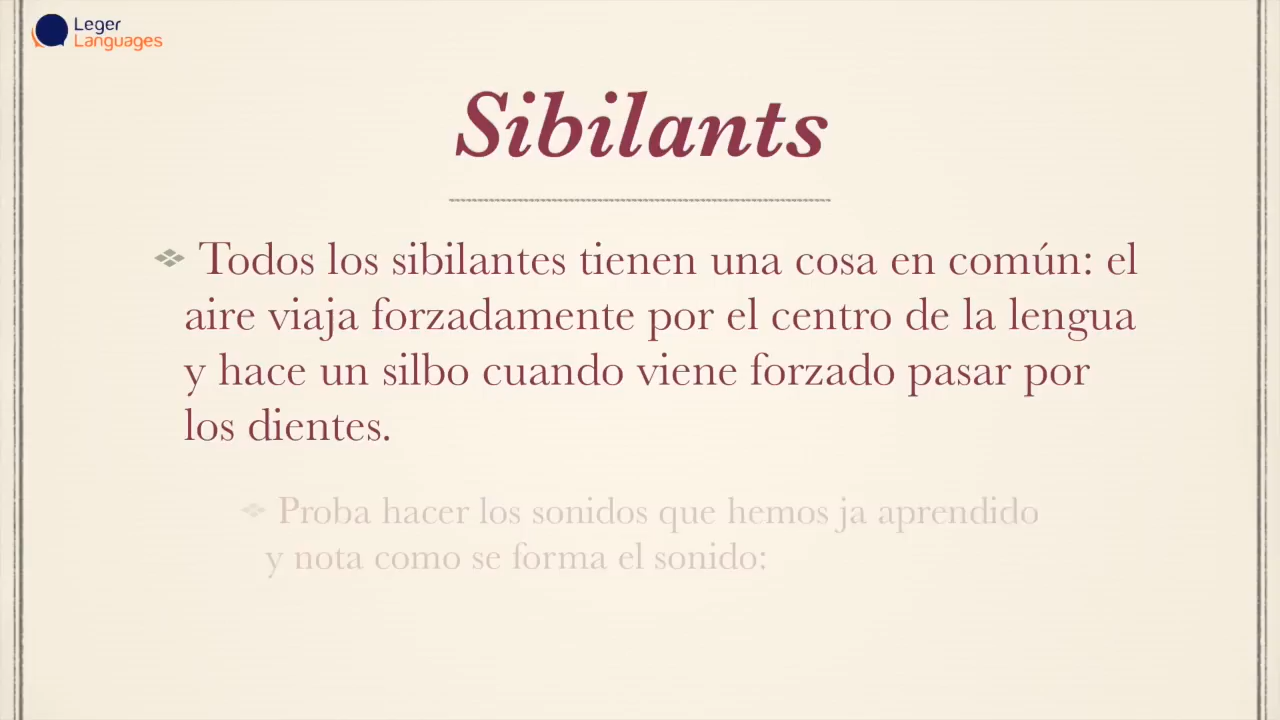 Leger
Languages
Sibilants
Todos los sibilantes tienen una cosa en común: el
aire viaja forzadamente por el centro de la lengua
y hace un silbo cuando viene forzado pasar por
los dientes.
Proba hacer los sonidos que hemos ja aprendido
y nota como se forma el sonido: